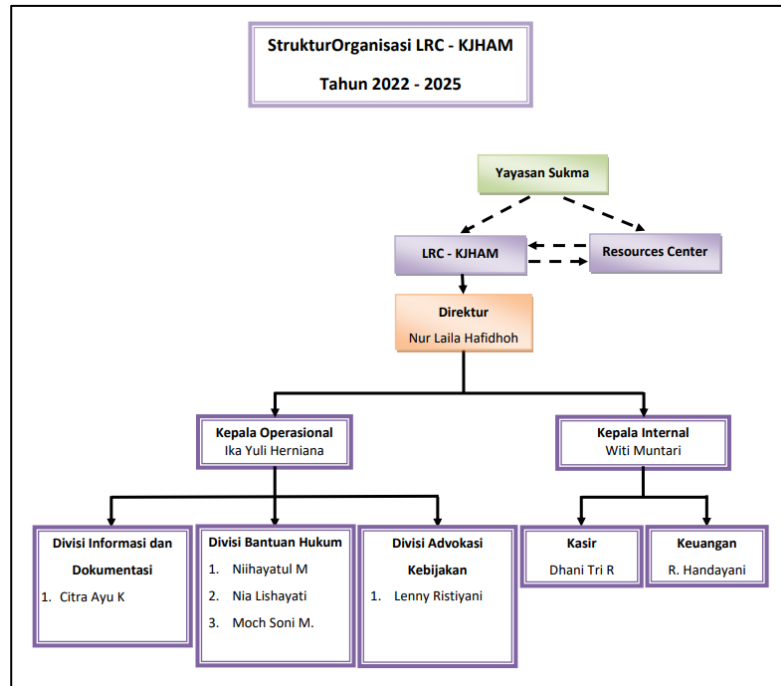 StrukturOrganisasi LRC - KJHAM
Tahun 2022 - 2025
Yayasan Sukma
LRC - KJHAM
Resources Center
Direktur
Nur Laila Hafidhoh
Kepala Operasional
Ika Yuli Herniana
Kepala Internal
Witi Muntari
Divisi Informasi dan
Dokumentasi
1. Citra Ayu K
Divisi Bantuan Hukum
1. Niihayatul M
2. Nia Lishayati
3. Moch Soni M.
Divisi Advokasi
Kebijakan
1. Lenny Ristiyani
Kasir
Dhani Tri R
Keuangan
R. Handayani